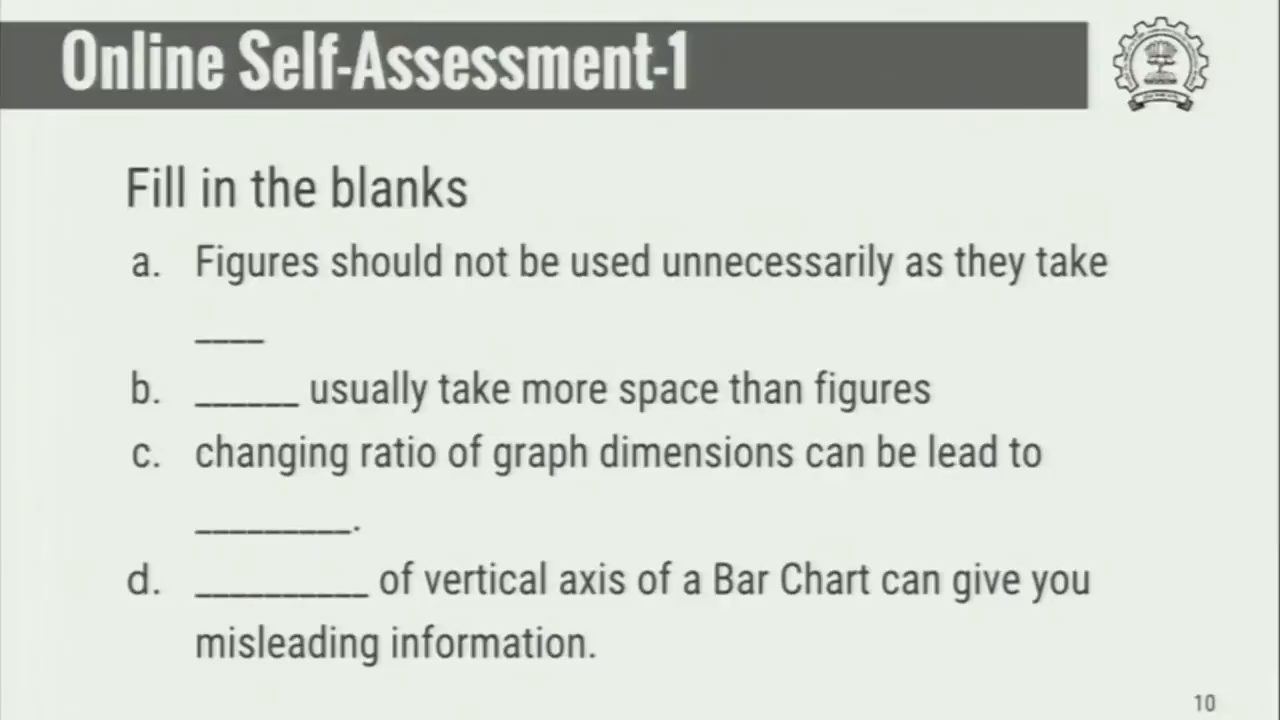 Online Self-Assessment-1
Fill in the blanks
a. Figures should not be used unnecessarily as they take
____
b. ______ usually take more space than figures
c. changing ratio of graph dimensions can be lead to
_________.
d. __________ of vertical axis of a Bar Chart can give you
misleading information.
10